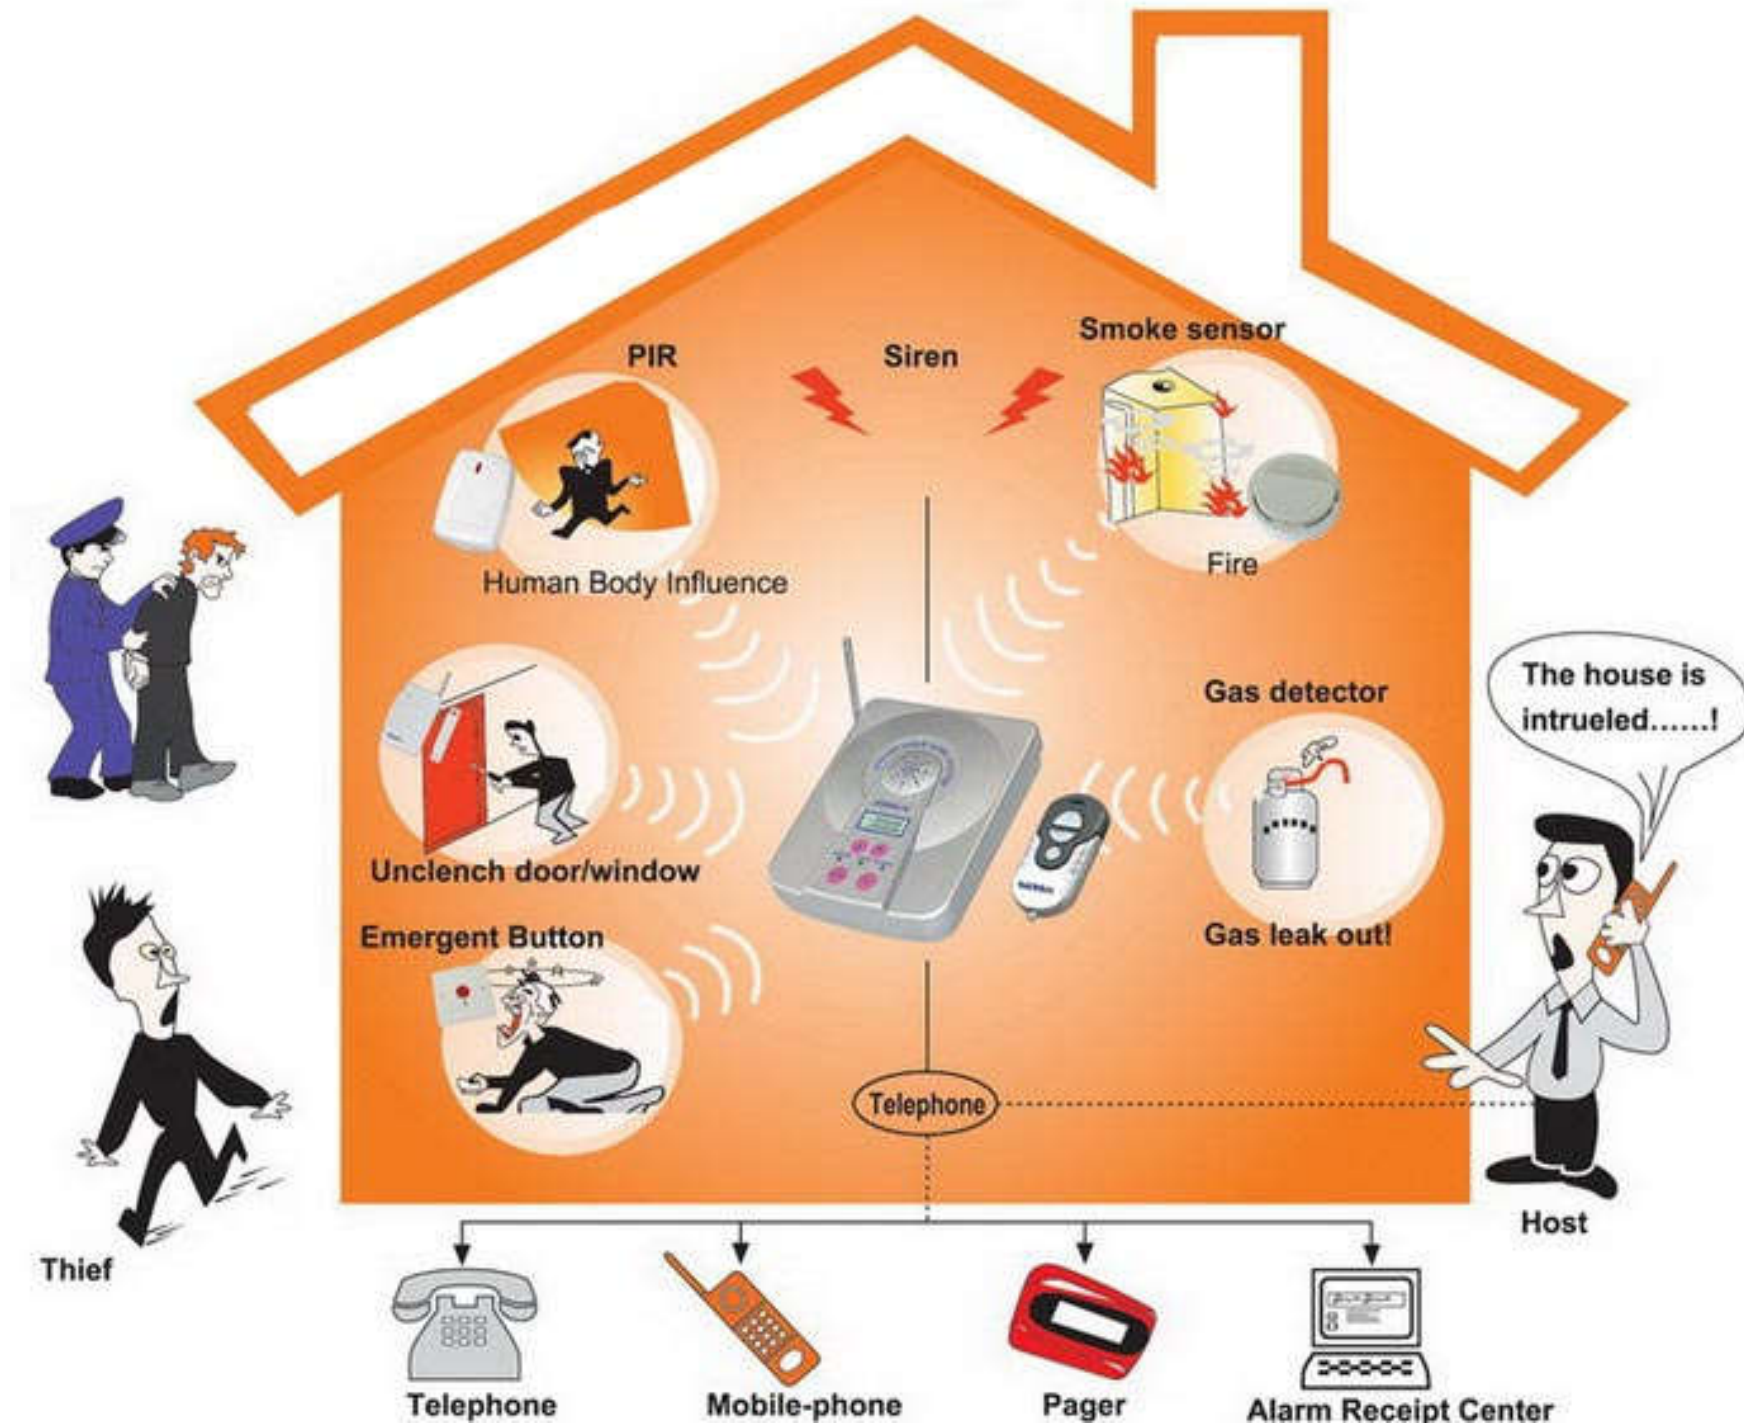 Smoke sensor
PIR
Siren
Human Body Influence
Fire
The house is
intrueled......!
Gas detector
Unclench door/window
Emergent Button
Gas leak out!
Telephone
Host
Thief
Telephone
Mobile-phone
Pager
Alarm Receipt Center